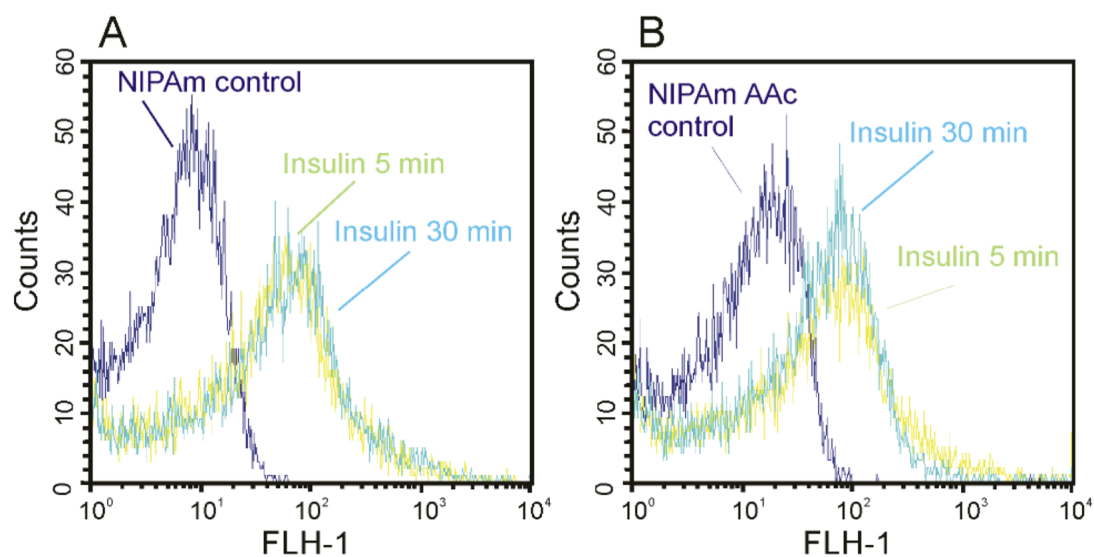 A
NIPAm control
Insulin 5 min
Insulin 30 min
Counts
60
50
40
30
20
10
0
10⁰
10¹
10²
10³
10⁴
FLH-1
B
NIPAm AAc
control
Insulin 30 min
Insulin 5 min
Counts
60
50
40
30
20
10
0
10⁰
10¹
10²
10³
10⁴
FLH-1